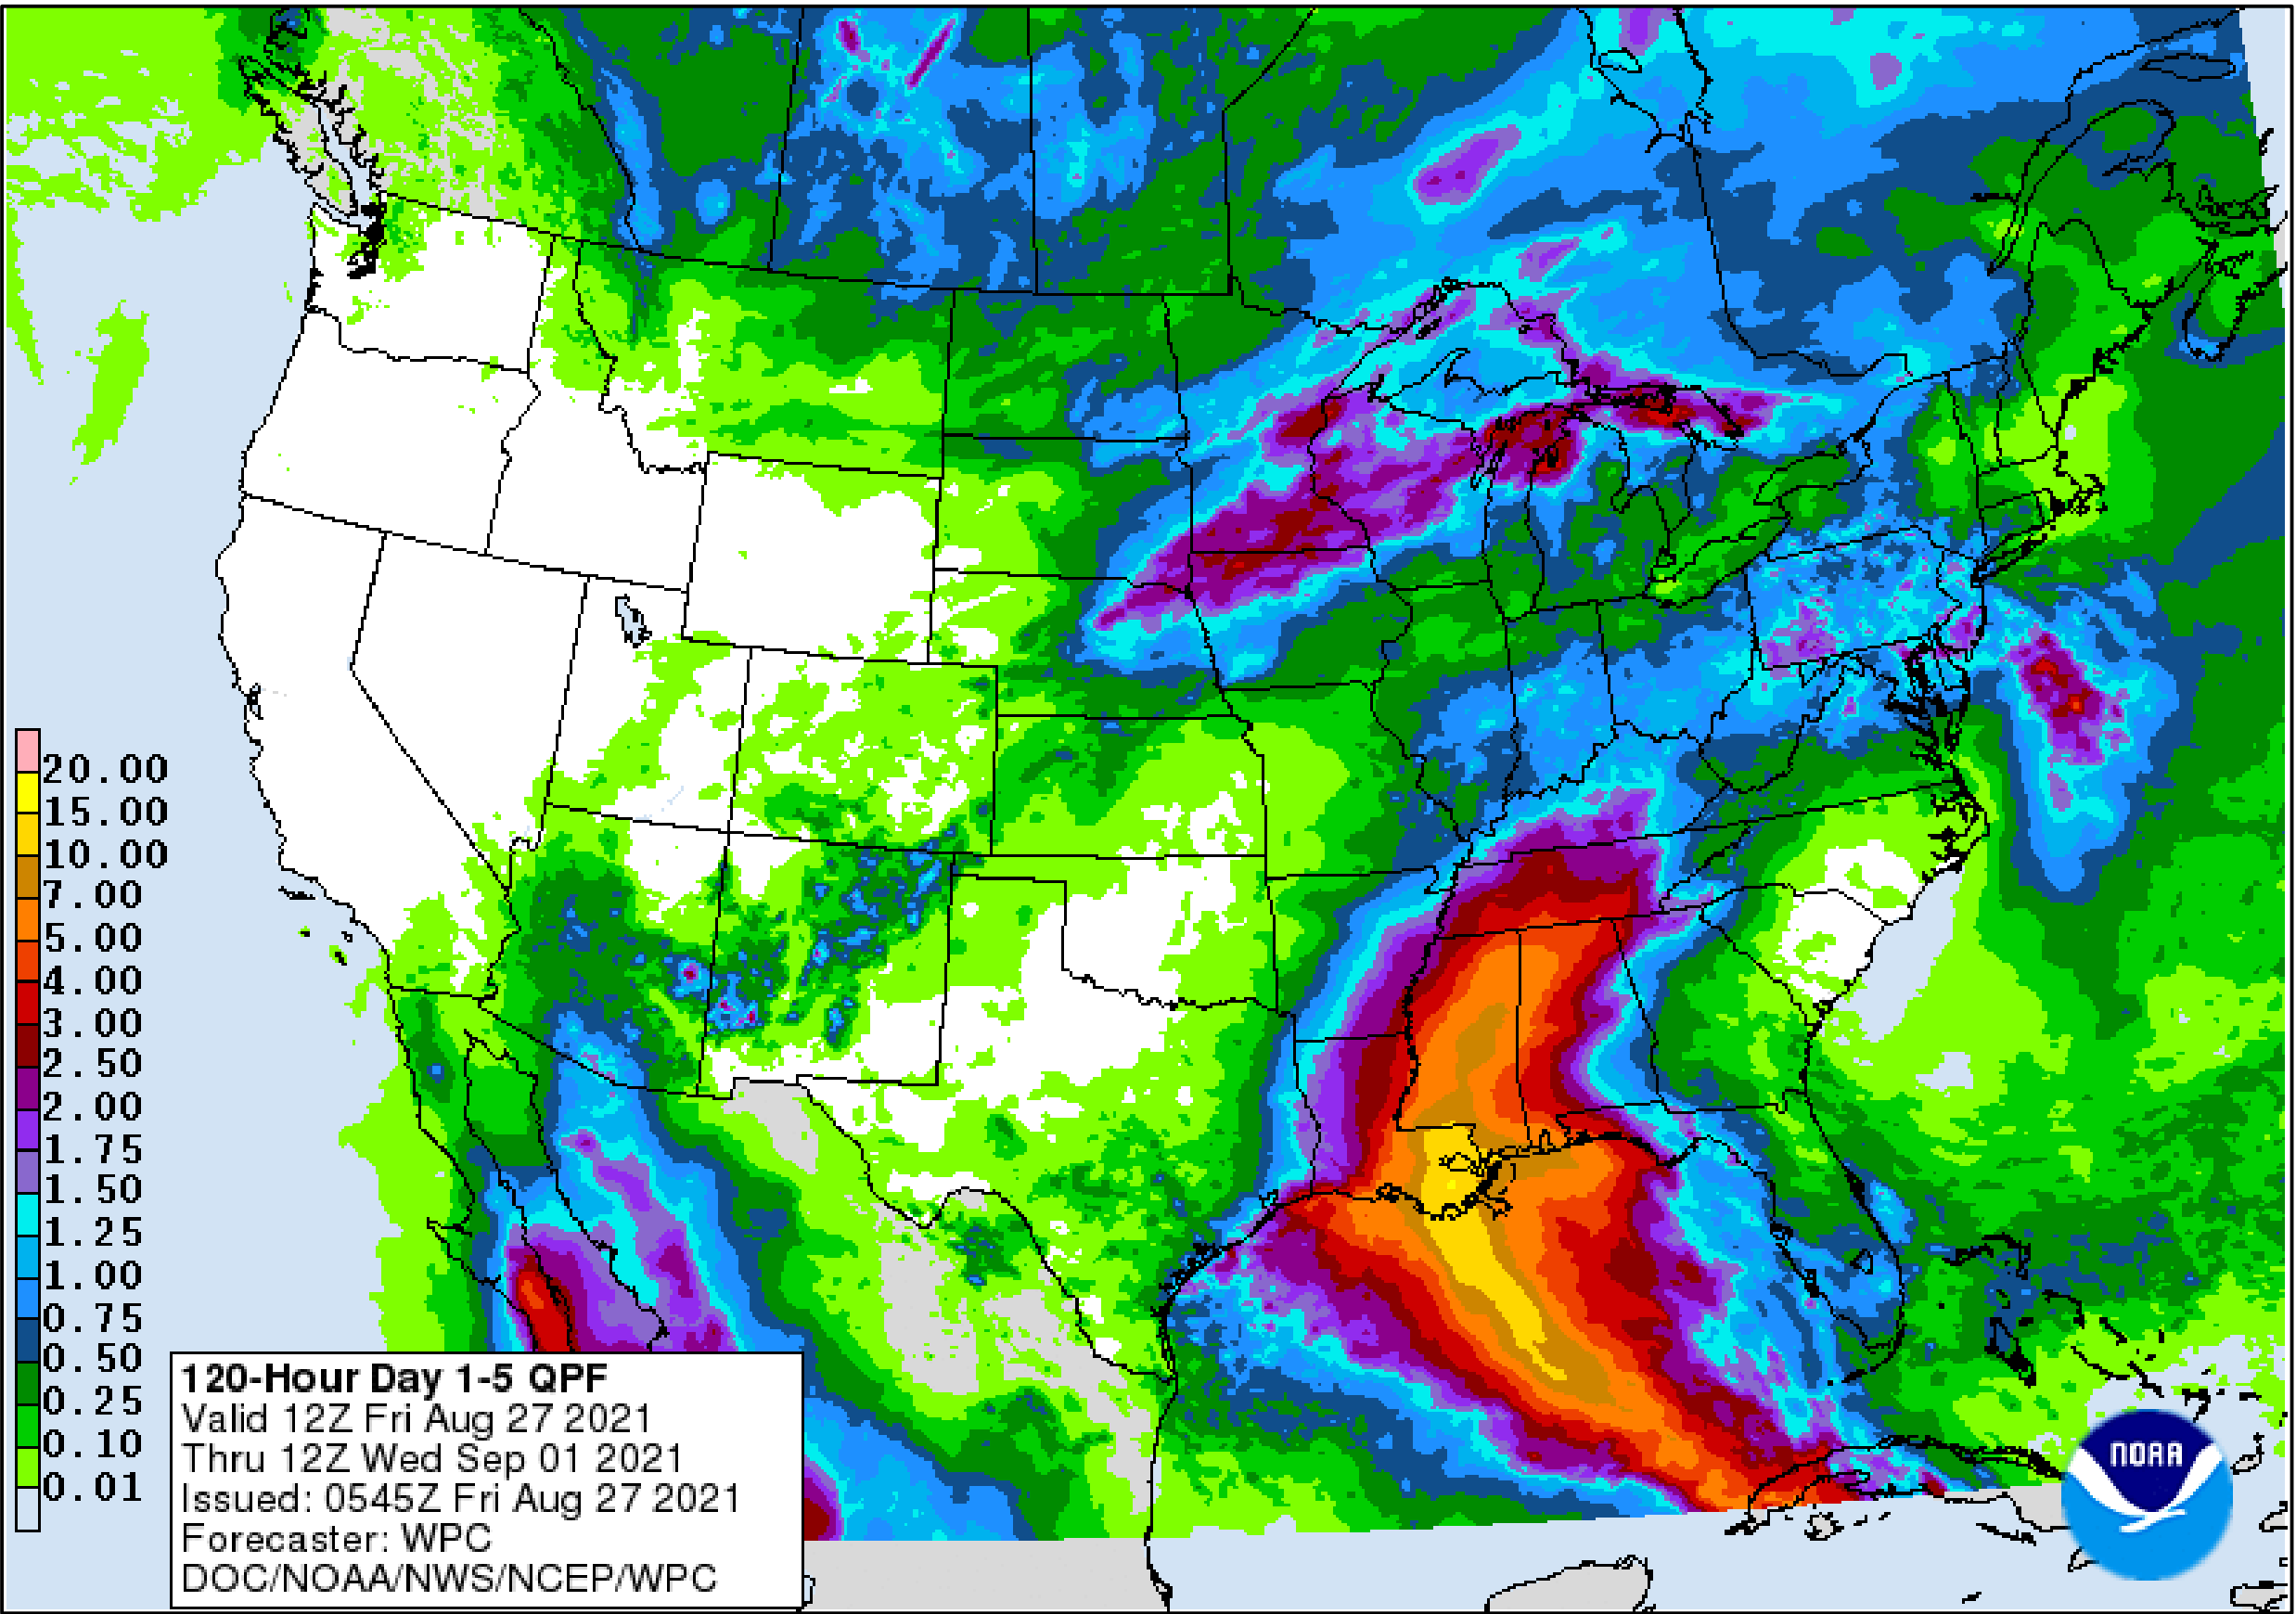 20.00
15.00
10.00
7.00
5.00
4.00
3.00
2.50
2.00
1.75
1.50
1.25
1.00
0.75
0.50
0.25
0.10
0.01
120-Hour Day 1-5 QPF
Valid 12Z Fri Aug 27 2021
Thru 12Z Wed Sep 01 2021
Issued: 0545Z Fri Aug 27 2021
Forecaster: WPC
DOC/NOAA/NWS/NCEP/WPC
NOAA